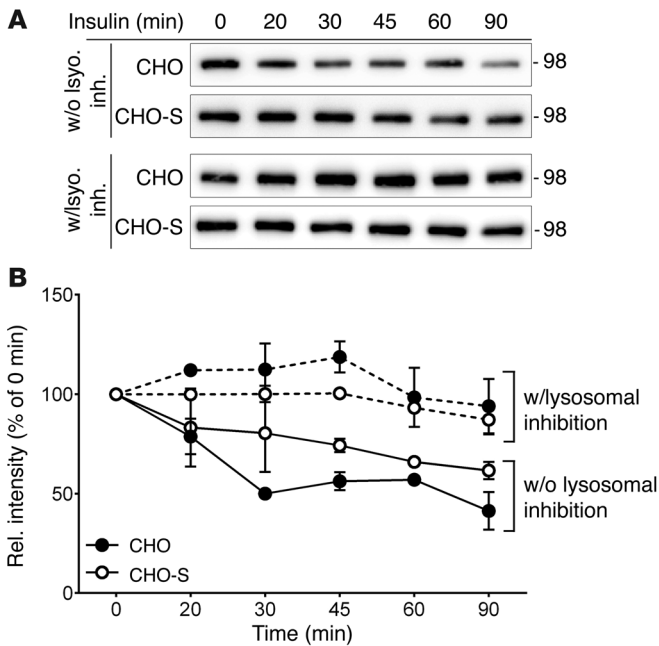 A
Insulin (min) 0 20 30 45 60 90
w/o lsyo. inh.
CHO - 98
CHO-S - 98
w/lsyo. inh.
CHO - 98
CHO-S - 98
B
Rel. intensity (% of 0 min)
150
100
50
0
w/lysosomal
inhibition
w/o lysosomal
inhibition
CHO
CHO-S
0 20 30 45 60 90
Time (min)